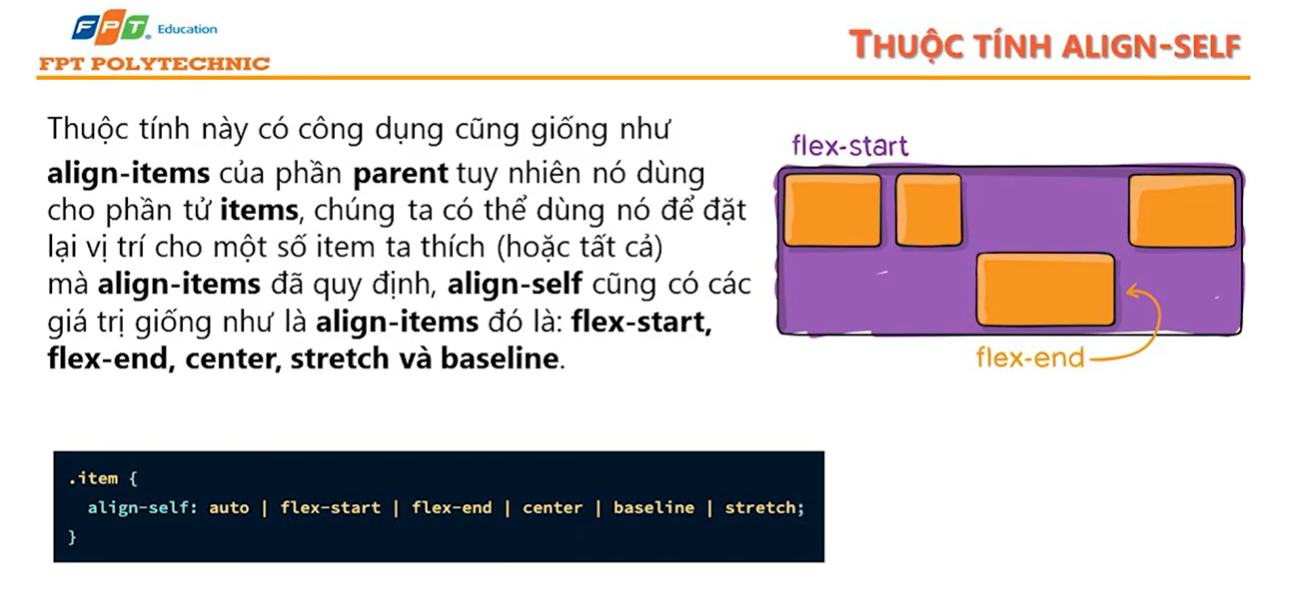 FPT Education
FPT POLYTECHNIC
THUỘC TÍNH ALIGN-SELF
Thuộc tính này có công dụng cũng giống như
align-items của phần parent tuy nhiên nó dùng
cho phần tử items, chúng ta có thể dùng nó để đặt
lại vị trí cho một số item ta thích (hoặc tất cả)
mà align-items đã quy định, align-self cũng có các
giá trị giống như là align-items đó là: flex-start,
flex-end, center, stretch và baseline.
flex-start
flex-end
.item {
  align-self: auto | flex-start | flex-end | center | baseline | stretch;
}